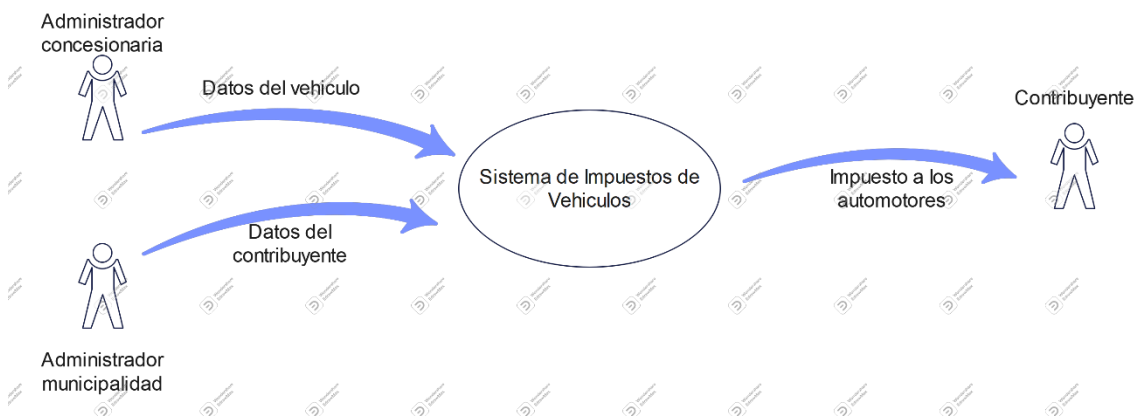 Administrador
concesionaria
Datos del vehiculo
Contribuyente
Sistema de Impuestos de
Vehiculos
Impuesto a los
automotores
Datos del
contribuyente
Administrador
municipalidad